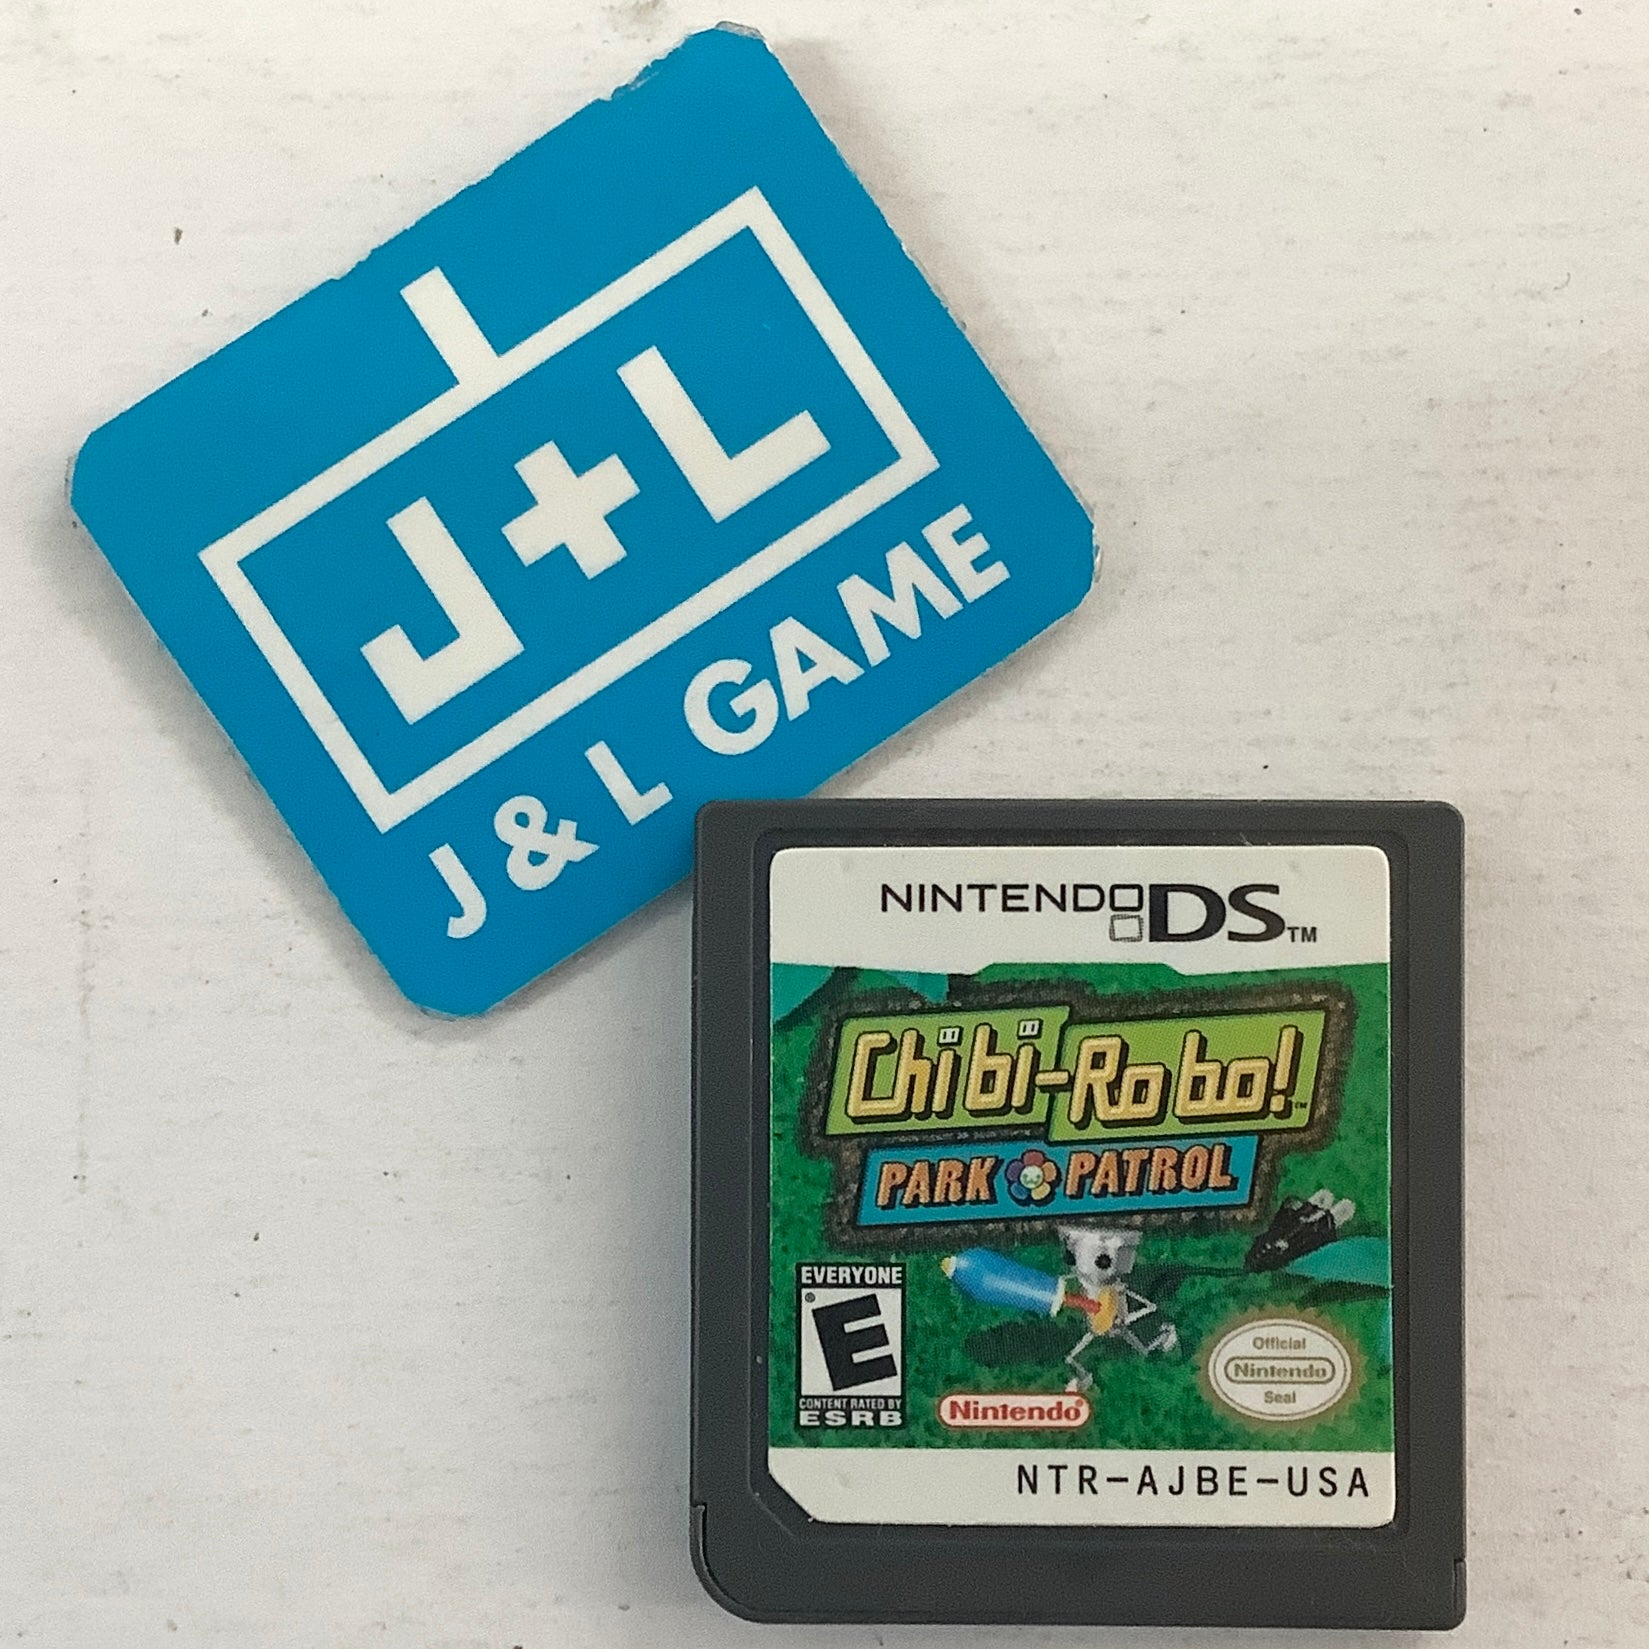 J+L
J & L GAME
NINTENDO DS™
Chibi-Robo!™
PARK PATROL
EVERYONE
E
CONTENT RATED BY
ESRB
Nintendo®
Official
Nintendo
Seal
NTR-AJBE-USA